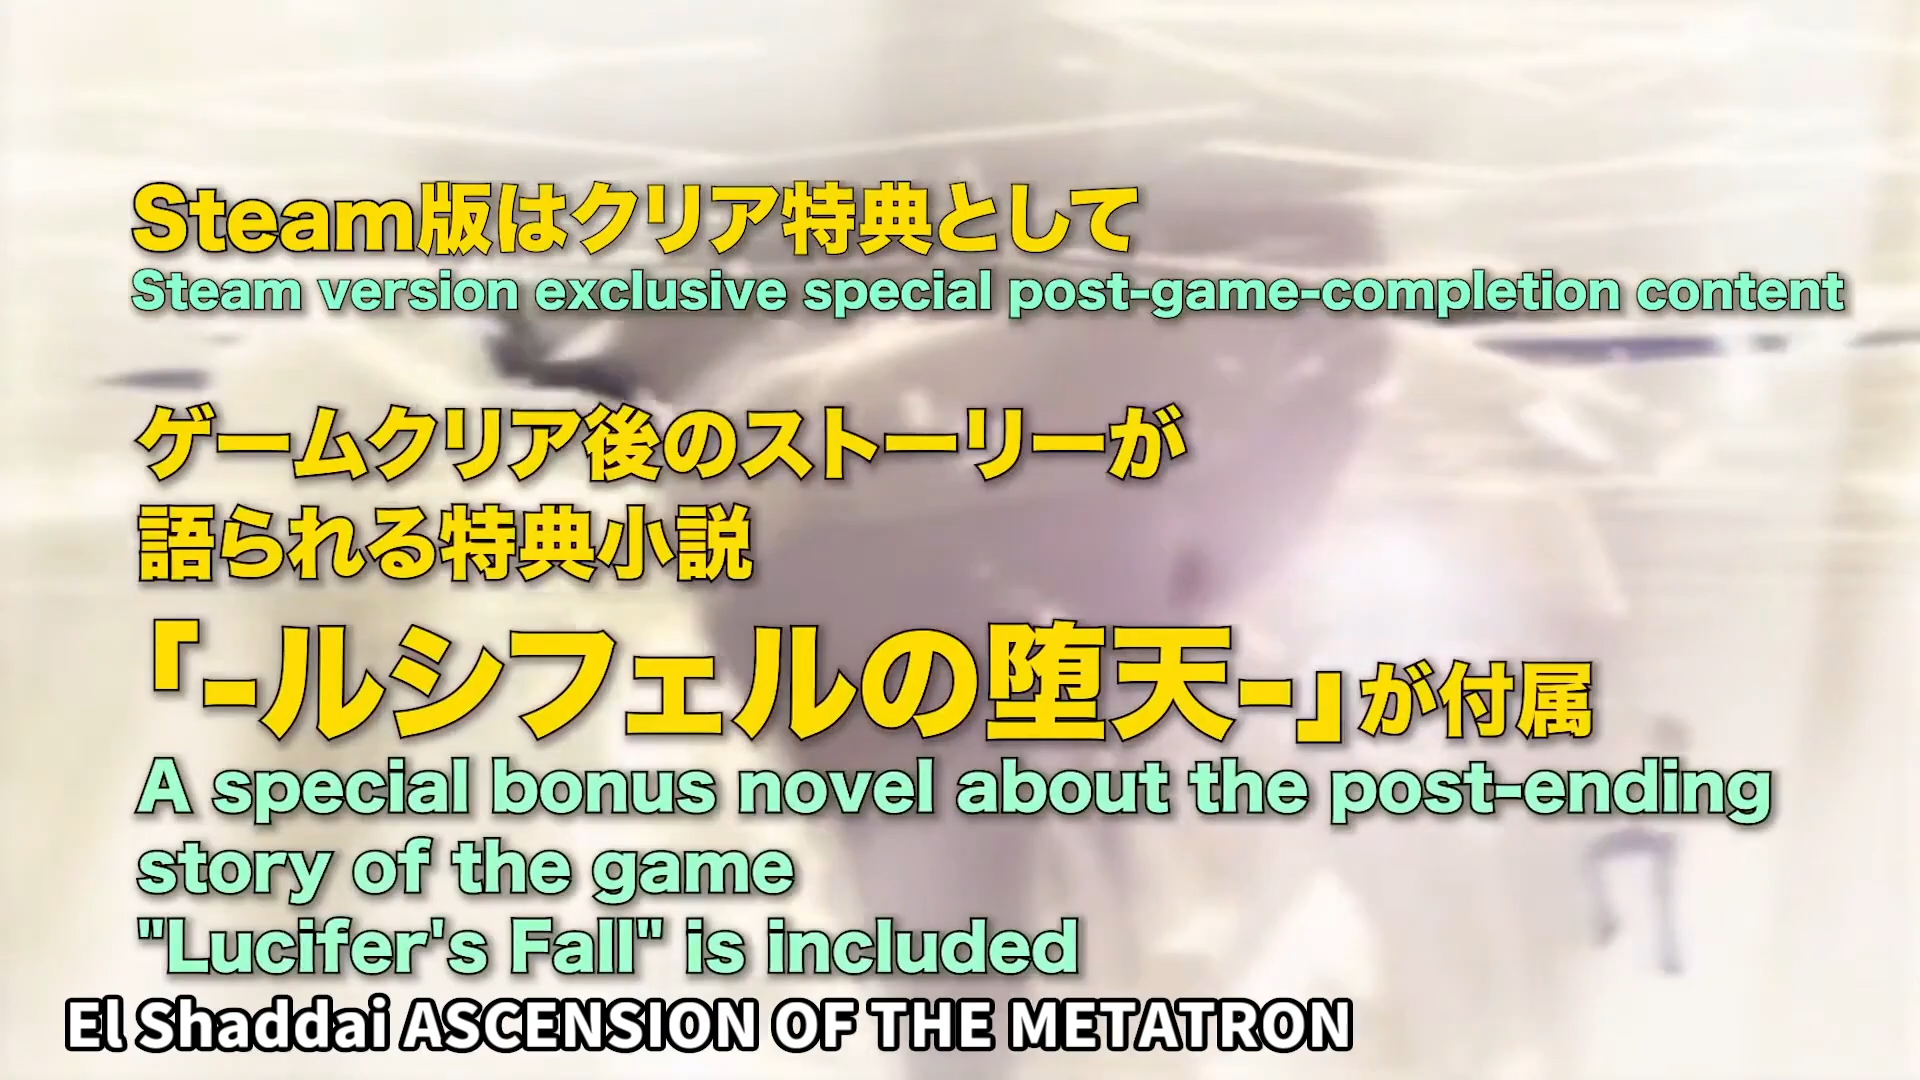 Steam版はクリア特典として
Steam version exclusive special post-game-completion content
ゲームクリア後のストーリーが
語られる特典小説
「-ルシフェルの堕天-」が付属
A special bonus novel about the post-ending
story of the game
"Lucifer's Fall" is included
El Shaddai ASCENSION OF THE METATRON